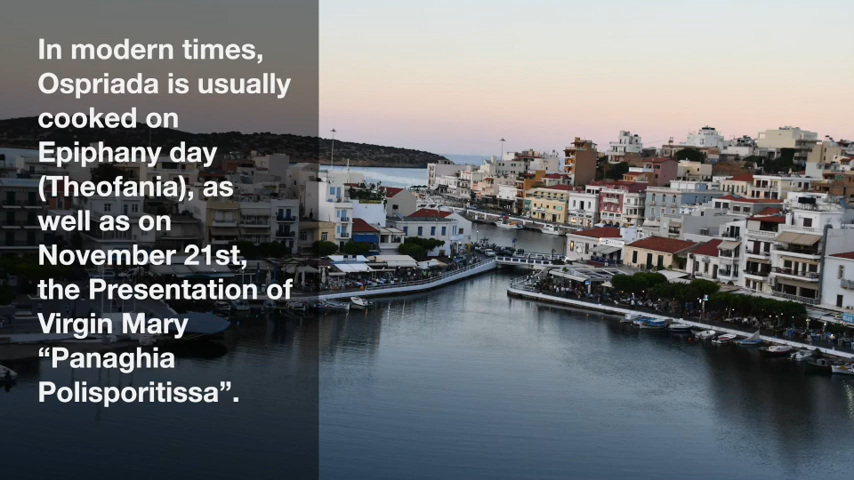 In modern times,
Ospriada is usually
cooked on
Epiphany day
(Theofania), as
well as on
November 21st,
the Presentation of
Virgin Mary
“Panaghia
Polisporitissa”.